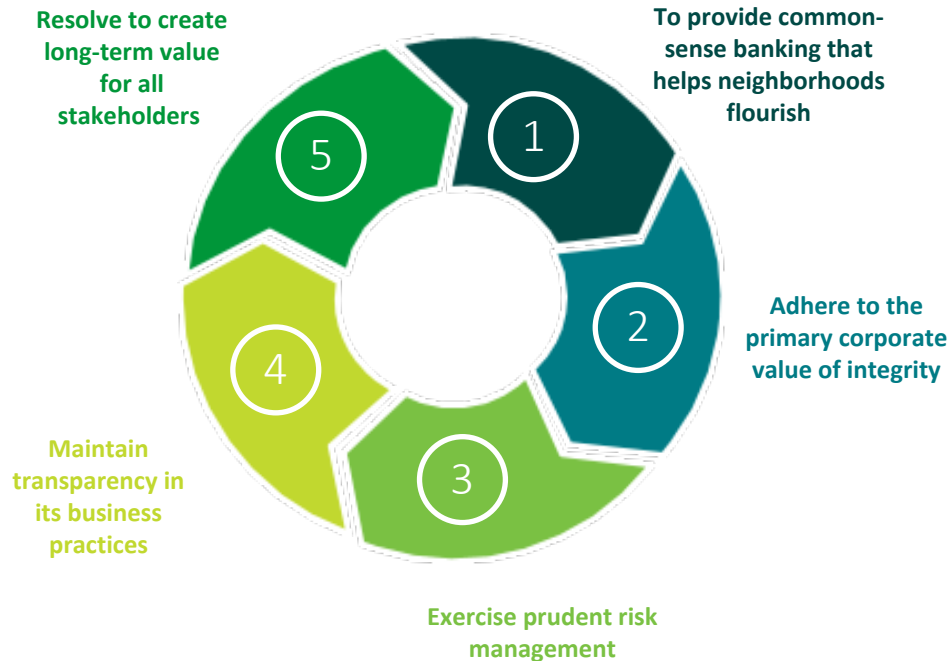 To provide common-
sense banking that
helps neighborhoods
flourish
1
Adhere to the
primary corporate
value of integrity
2
Exercise prudent risk
management
3
Maintain
transparency in
its business
practices
4
Resolve to create
long-term value
for all
stakeholders
5